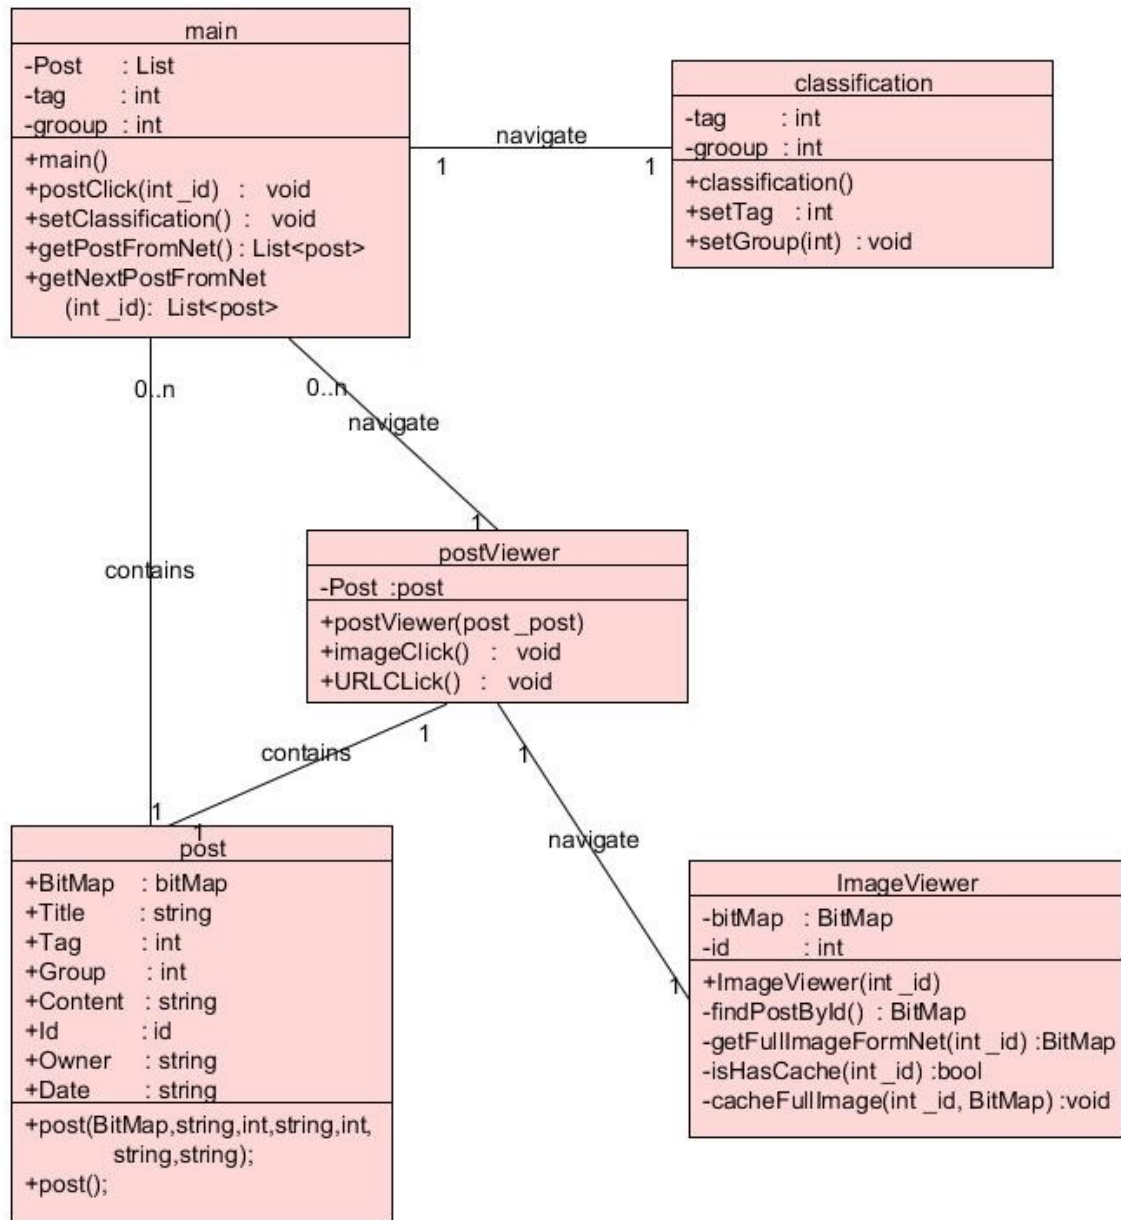 main
-Post : List
-tag : int
-grooup : int
+main()
+postClick(int _id) : void
+setClassification() : void
+getPostFromNet() : List<post>
+getNextPostFromNet
(int _id): List<post>
navigate
1
1
classification
-tag : int
-grooup : int
+classification()
+setTag : int
+setGroup(int) : void
0..n
0..n
navigate
1
contains
postViewer
-Post :post
+postViewer(post _post)
+imageClick() : void
+URLCLick() : void
contains
1
1
navigate
1
1
post
+BitMap : bitMap
+Title : string
+Tag : int
+Group : int
+Content : string
+Id : id
+Owner : string
+Date : string
+post(BitMap,string,int,string,int,
string,string);
+post();
1
ImageViewer
-bitMap : BitMap
-id : int
+ImageViewer(int _id)
-findPostById() : BitMap
-getFullImageFormNet(int _id) :BitMap
-isHasCache(int _id) :bool
-cacheFullImage(int _id, BitMap) :void